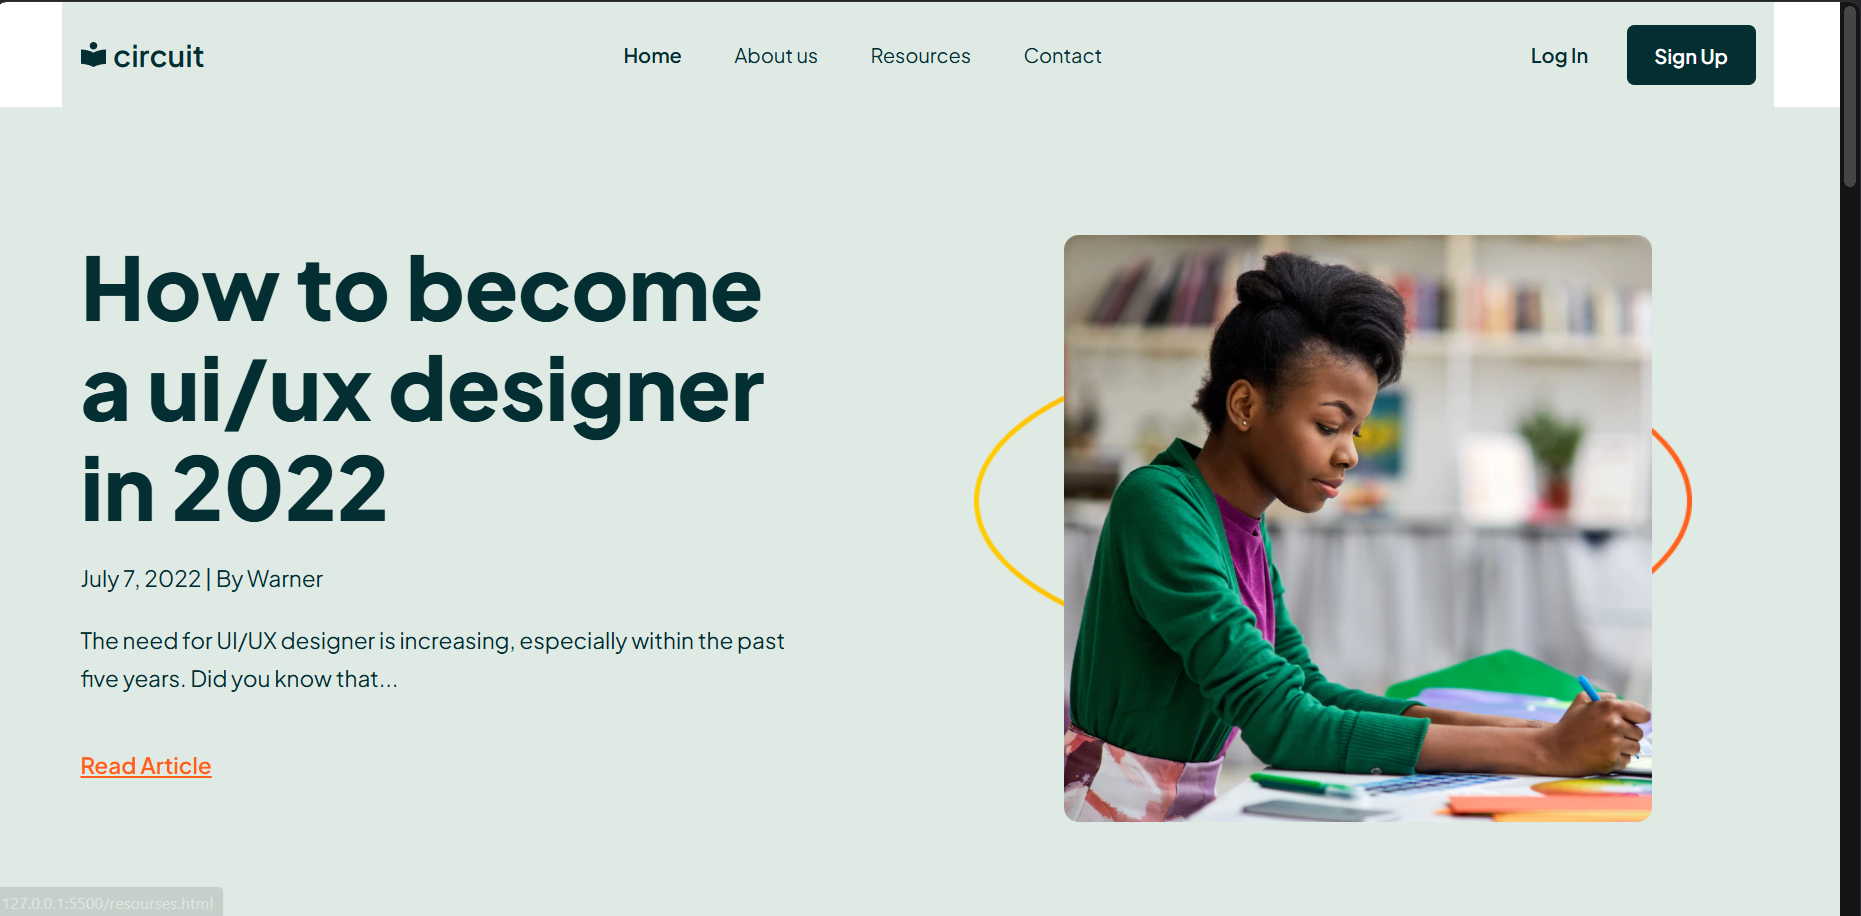 circuit
Home
About us
Resources
Contact
Log In
Sign Up
How to become
a ui/ux designer
in 2022
July 7, 2022 | By Warner
The need for UI/UX designer is increasing, especially within the past
five years. Did you know that...
Read Article
127.0.0.1:5500/resourses.html